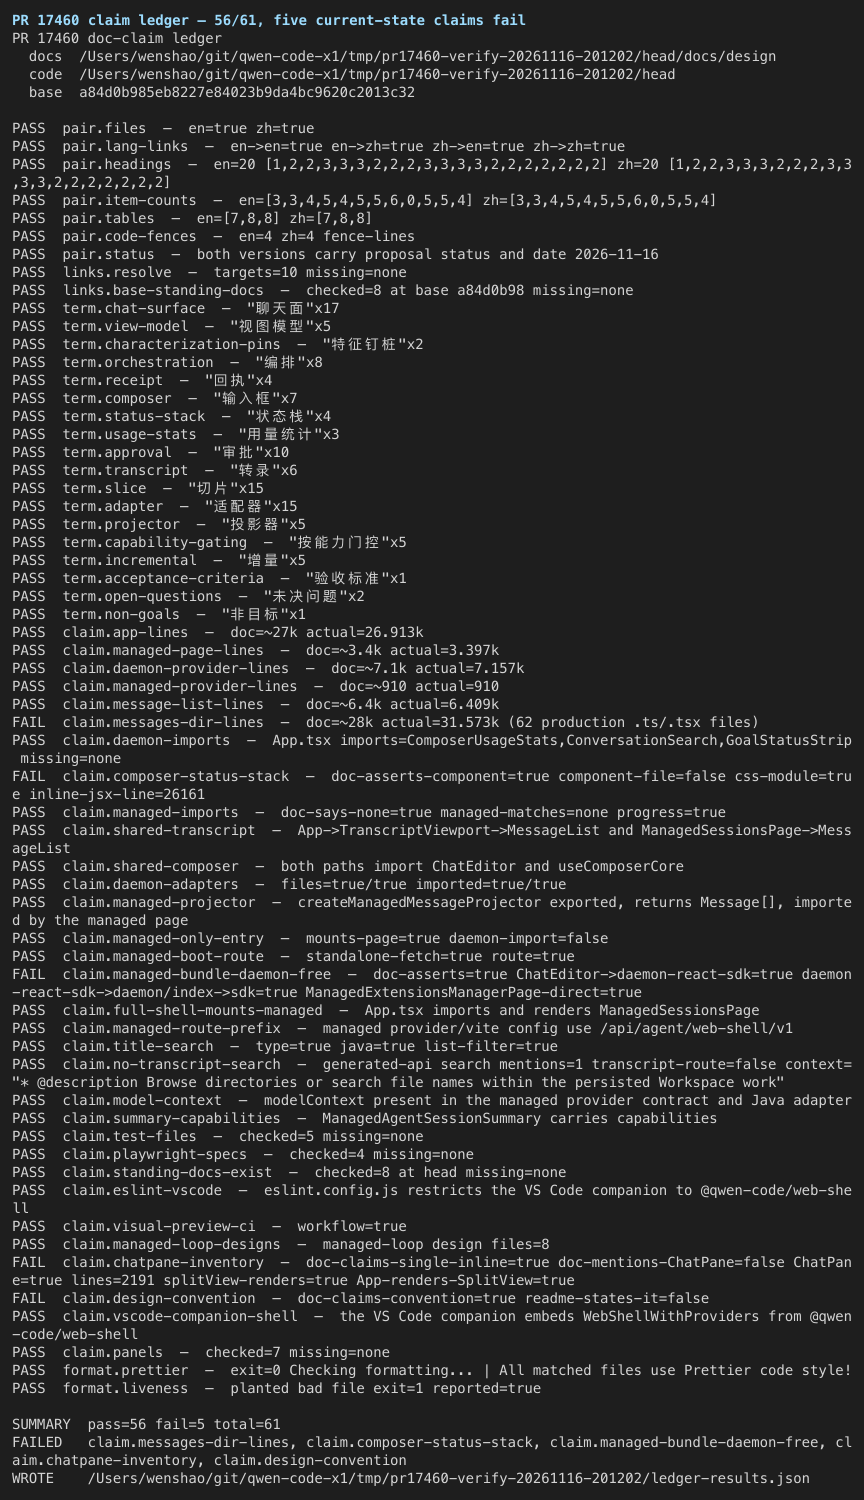 PR 17460 claim ledger — 56/61, five current-state claims fail
PR 17460 doc-claim ledger
  docs  /Users/wenshao/git/qwen-code-x1/tmp/pr17460-verify-20261116-201202/head/docs/design
  code  /Users/wenshao/git/qwen-code-x1/tmp/pr17460-verify-20261116-201202/head
  base  a84d0b985eb8227e84023b9da4bc9620c2013c32

PASS  pair.files  —  en=true zh=true
PASS  pair.lang-links  —  en->en=true en->zh=true zh->en=true zh->zh=true
PASS  pair.headings  —  en=20 [1,2,2,3,3,3,2,2,2,3,3,3,3,2,2,2,2,2,2,2] zh=20 [1,2,2,3,3,3,2,2,2,3,3
,3,3,2,2,2,2,2,2,2]
PASS  pair.item-counts  —  en=[3,3,4,5,4,5,5,6,0,5,5,4] zh=[3,3,4,5,4,5,5,6,0,5,5,4]
PASS  pair.tables  —  en=[7,8,8] zh=[7,8,8]
PASS  pair.code-fences  —  en=4 zh=4 fence-lines
PASS  pair.status  —  both versions carry proposal status and date 2026-11-16
PASS  links.resolve  —  targets=10 missing=none
PASS  links.base-standing-docs  —  checked=8 at base a84d0b98 missing=none
PASS  term.chat-surface  —  "聊天面"x17
PASS  term.view-model  —  "视图模型"x5
PASS  term.characterization-pins  —  "特征钉桩"x2
PASS  term.orchestration  —  "编排"x8
PASS  term.receipt  —  "回执"x4
PASS  term.composer  —  "输入框"x7
PASS  term.status-stack  —  "状态栈"x4
PASS  term.usage-stats  —  "用量统计"x3
PASS  term.approval  —  "审批"x10
PASS  term.transcript  —  "转录"x6
PASS  term.slice  —  "切片"x15
PASS  term.adapter  —  "适配器"x15
PASS  term.projector  —  "投影器"x5
PASS  term.capability-gating  —  "按能力门控"x5
PASS  term.incremental  —  "增量"x5
PASS  term.acceptance-criteria  —  "验收标准"x1
PASS  term.open-questions  —  "未决问题"x2
PASS  term.non-goals  —  "非目标"x1
PASS  claim.app-lines  —  doc=~27k actual=26.913k
PASS  claim.managed-page-lines  —  doc=~3.4k actual=3.397k
PASS  claim.daemon-provider-lines  —  doc=~7.1k actual=7.157k
PASS  claim.managed-provider-lines  —  doc=~910 actual=910
PASS  claim.message-list-lines  —  doc=~6.4k actual=6.409k
FAIL  claim.messages-dir-lines  —  doc=~28k actual=31.573k (62 production .ts/.tsx files)
PASS  claim.daemon-imports  —  App.tsx imports=ComposerUsageStats,ConversationSearch,GoalStatusStrip
 missing=none
FAIL  claim.composer-status-stack  —  doc-asserts-component=true component-file=false css-module=tru
e inline-jsx-line=26161
PASS  claim.managed-imports  —  doc-says-none=true managed-matches=none progress=true
PASS  claim.shared-transcript  —  App->TranscriptViewport->MessageList and ManagedSessionsPage->Mess
ageList
PASS  claim.shared-composer  —  both paths import ChatEditor and useComposerCore
PASS  claim.daemon-adapters  —  files=true/true imported=true/true
PASS  claim.managed-projector  —  createManagedMessageProjector exported, returns Message[], importe
d by the managed page
PASS  claim.managed-only-entry  —  mounts-page=true daemon-import=false
PASS  claim.managed-boot-route  —  standalone-fetch=true route=true
FAIL  claim.managed-bundle-daemon-free  —  doc-asserts=true ChatEditor->daemon-react-sdk=true daemon
-react-sdk->daemon/index->sdk=true ManagedExtensionsManagerPage-direct=true
PASS  claim.full-shell-mounts-managed  —  App.tsx imports and renders ManagedSessionsPage
PASS  claim.managed-route-prefix  —  managed provider/vite config use /api/agent/web-shell/v1
PASS  claim.title-search  —  type=true java=true list-filter=true
PASS  claim.no-transcript-search  —  generated-api search mentions=1 transcript-route=false context=
"* @description Browse directories or search file names within the persisted Workspace work"
PASS  claim.model-context  —  modelContext present in the managed provider contract and Java adapter
PASS  claim.summary-capabilities  —  ManagedAgentSessionSummary carries capabilities
PASS  claim.test-files  —  checked=5 missing=none
PASS  claim.playwright-specs  —  checked=4 missing=none
PASS  claim.standing-docs-exist  —  checked=8 at head missing=none
PASS  claim.eslint-vscode  —  eslint.config.js restricts the VS Code companion to @qwen-code/web-she
ll
PASS  claim.visual-preview-ci  —  workflow=true
PASS  claim.managed-loop-designs  —  managed-loop design files=8
FAIL  claim.chatpane-inventory  —  doc-claims-single-inline=true doc-mentions-ChatPane=false ChatPan
e=true lines=2191 splitView-renders=true App-renders-SplitView=true
FAIL  claim.design-convention  —  doc-claims-convention=true readme-states-it=false
PASS  claim.vscode-companion-shell  —  the VS Code companion embeds WebShellWithProviders from @qwen
-code/web-shell
PASS  claim.panels  —  checked=7 missing=none
PASS  format.prettier  —  exit=0 Checking formatting... | All matched files use Prettier code style!
PASS  format.liveness  —  planted bad file exit=1 reported=true

SUMMARY  pass=56 fail=5 total=61
FAILED   claim.messages-dir-lines, claim.composer-status-stack, claim.managed-bundle-daemon-free, cl
aim.chatpane-inventory, claim.design-convention
WROTE    /Users/wenshao/git/qwen-code-x1/tmp/pr17460-verify-20261116-201202/ledger-results.json